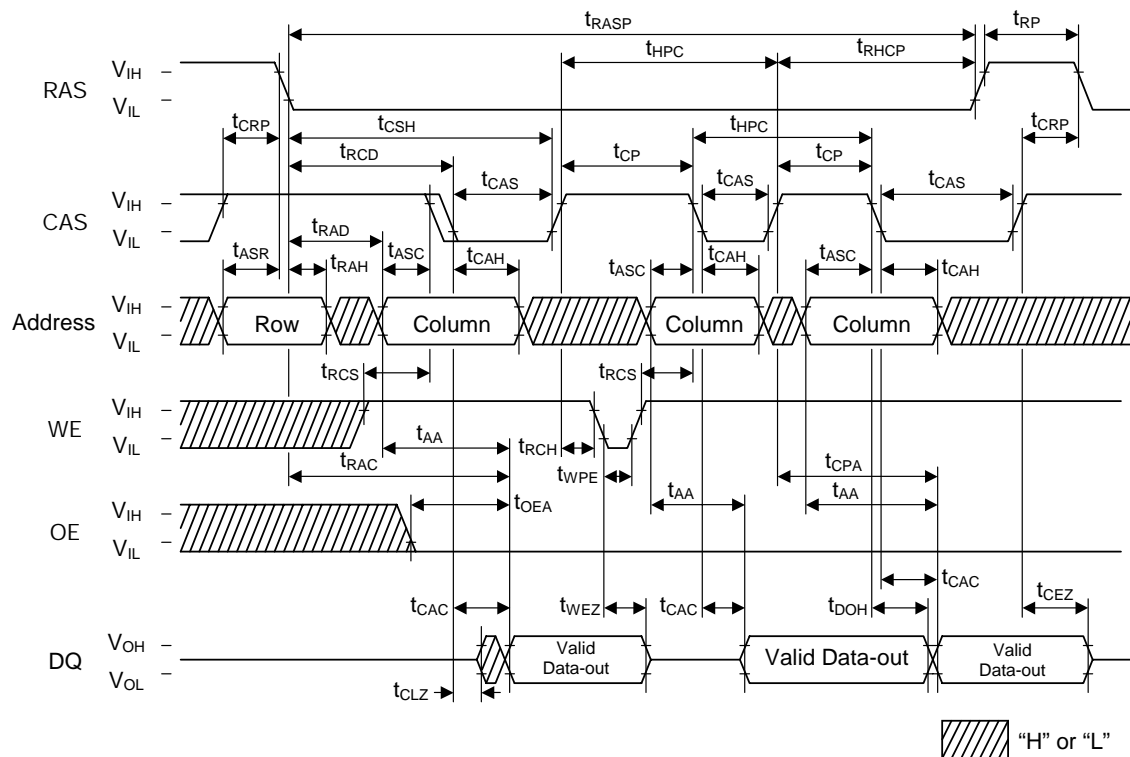 tRASP
tRP
tHPC
tRHCP
RAS
VIH
VIL
tCRP
tCSH
tHPC
tCRP
tRCD
tCP
tCP
tCAS
tCAS
tCAS
CAS
VIH
VIL
tRAD
tASR
tRAH
tASC
tCAH
tASC
tCAH
tASC
tCAH
Address
VIH
VIL
Row
Column
Column
Column
tRCS
tRCS
WE
VIH
VIL
tAA
tRCH
tRAC
tWPE
tCPA
tOEA
tAA
tAA
OE
VIH
VIL
tCAC
tCAC
tWEZ
tCAC
tDOH
tCEZ
DQ
VOH
VOL
Valid
Data-out
Valid Data-out
Valid
Data-out
tCLZ
“H” or “L”